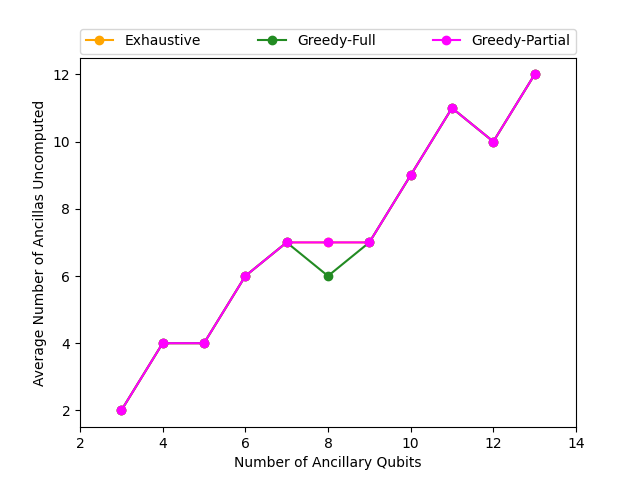 Exhaustive Greedy-Full Greedy-Partial
12
10
8
6
4
2
Average Number of Ancillas Uncomputed
2 4 6 8 10 12 14
Number of Ancillary Qubits